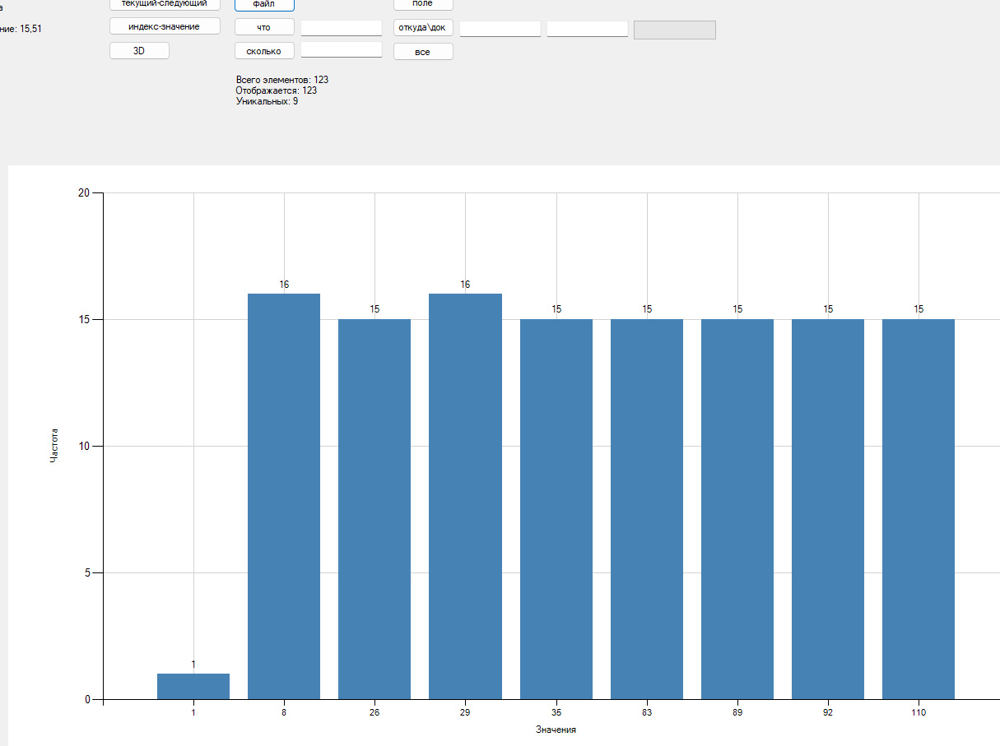 а
текущий-следующий
файл
поле
ние: 15,51
индекс-значение
что
откуда\док
3D
сколько
все
Всего элементов: 123
Отображается: 123
Уникальных: 9
20
15
10
5
0
Частота
1
16
15
16
15
15
15
15
15
1
8
26
29
35
83
89
92
110
Значения